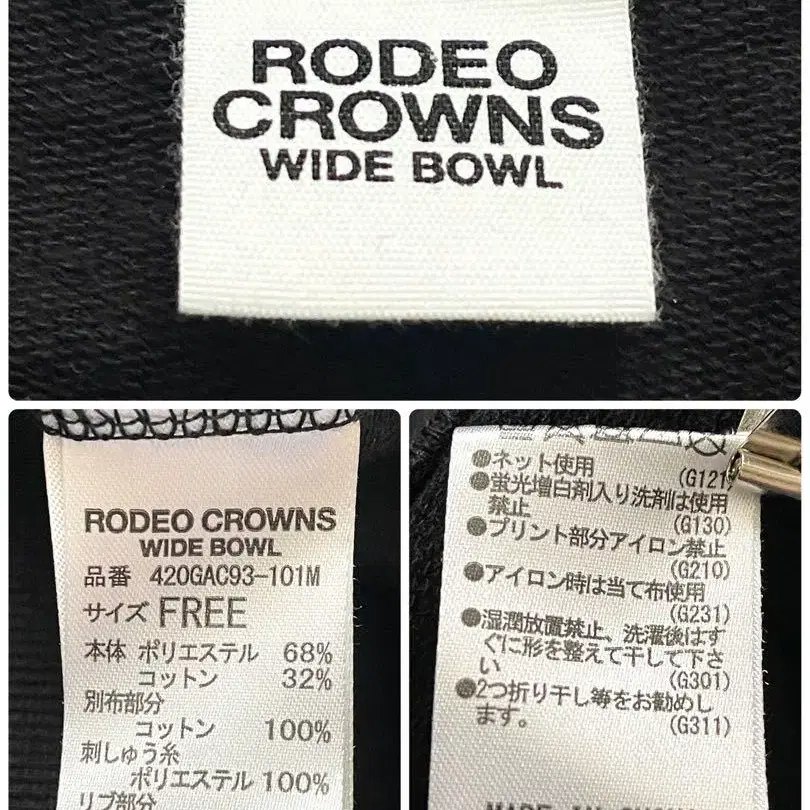 RODEO
CROWNS
WIDE BOWL
RODEO CROWNS
WIDE BOWL
品番 420GAC93-101M
サイズ FREE
本体 ポリエステル 68%
コットン 32%
別布部分
コットン 100%
刺しゅう糸
ポリエステル 100%
リブ部分
●ネット使用
(G121)
●蛍光増白剤入り洗剤は使用
禁止
(G130)
●プリント部分アイロン禁止
(G210)
●アイロン時は当て布使用
(G231)
●湿潤放置禁止、洗濯後はす
ぐに形を整えて干して下さ
い
(G301)
●2つ折り干し等をお勧めし
ます。
(G311)